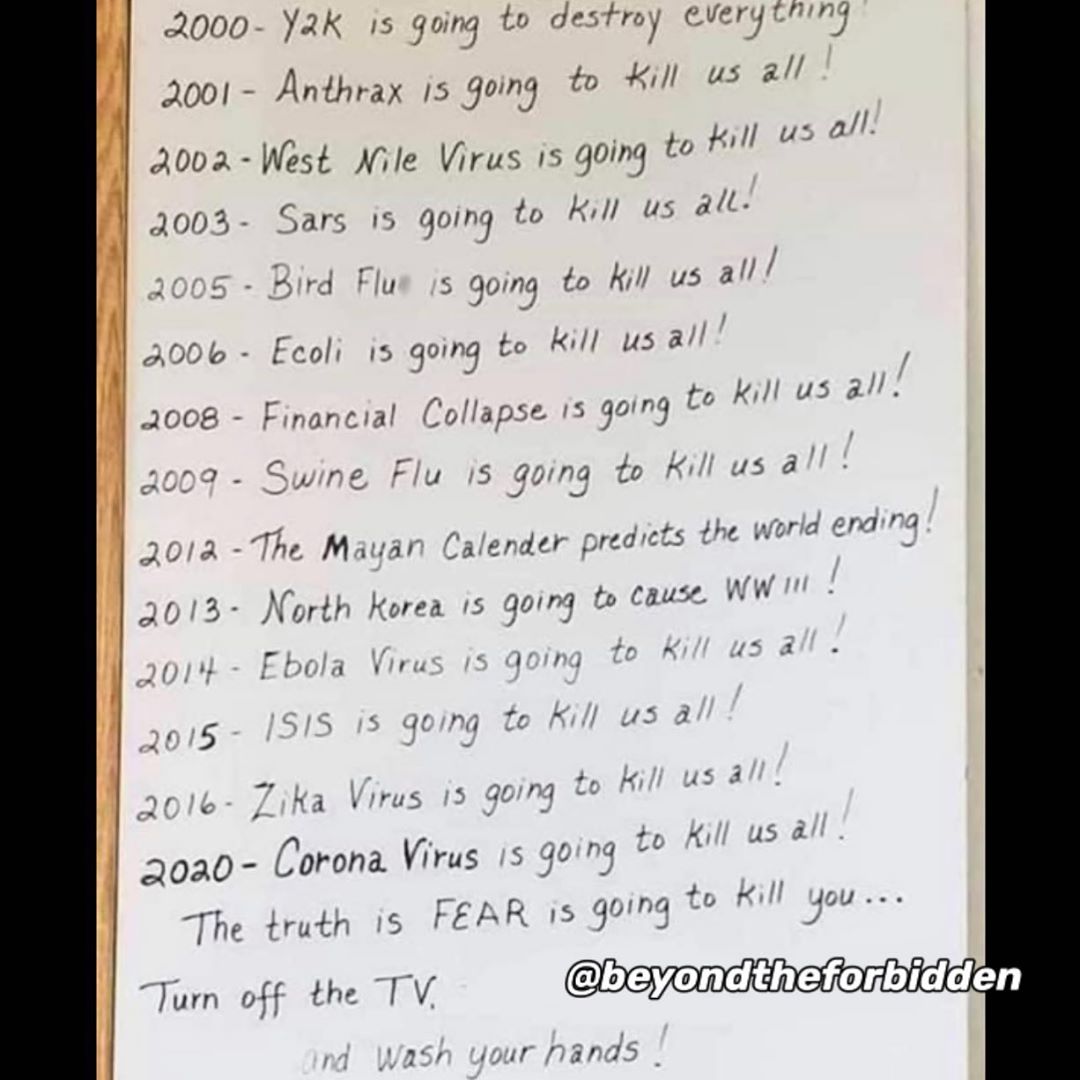 2000 - Y2K is going to destroy everything!
2001 - Anthrax is going to kill us all!
2002 - West Nile Virus is going to kill us all!
2003 - Sars is going to kill us all!
2005 - Bird Flu is going to kill us all!
2006 - Ecoli is going to kill us all!
2008 - Financial Collapse is going to kill us all!
2009 - Swine Flu is going to kill us all!
2012 - The Mayan Calender predicts the world ending!
2013 - North Korea is going to cause WW III!
2014 - Ebola Virus is going to kill us all!
2015 - ISIS is going to kill us all!
2016 - Zika Virus is going to kill us all!
2020 - Corona Virus is going to kill us all!
The truth is FEAR is going to kill you...
@beyondtheforbidden
Turn off the TV.
and wash your hands!